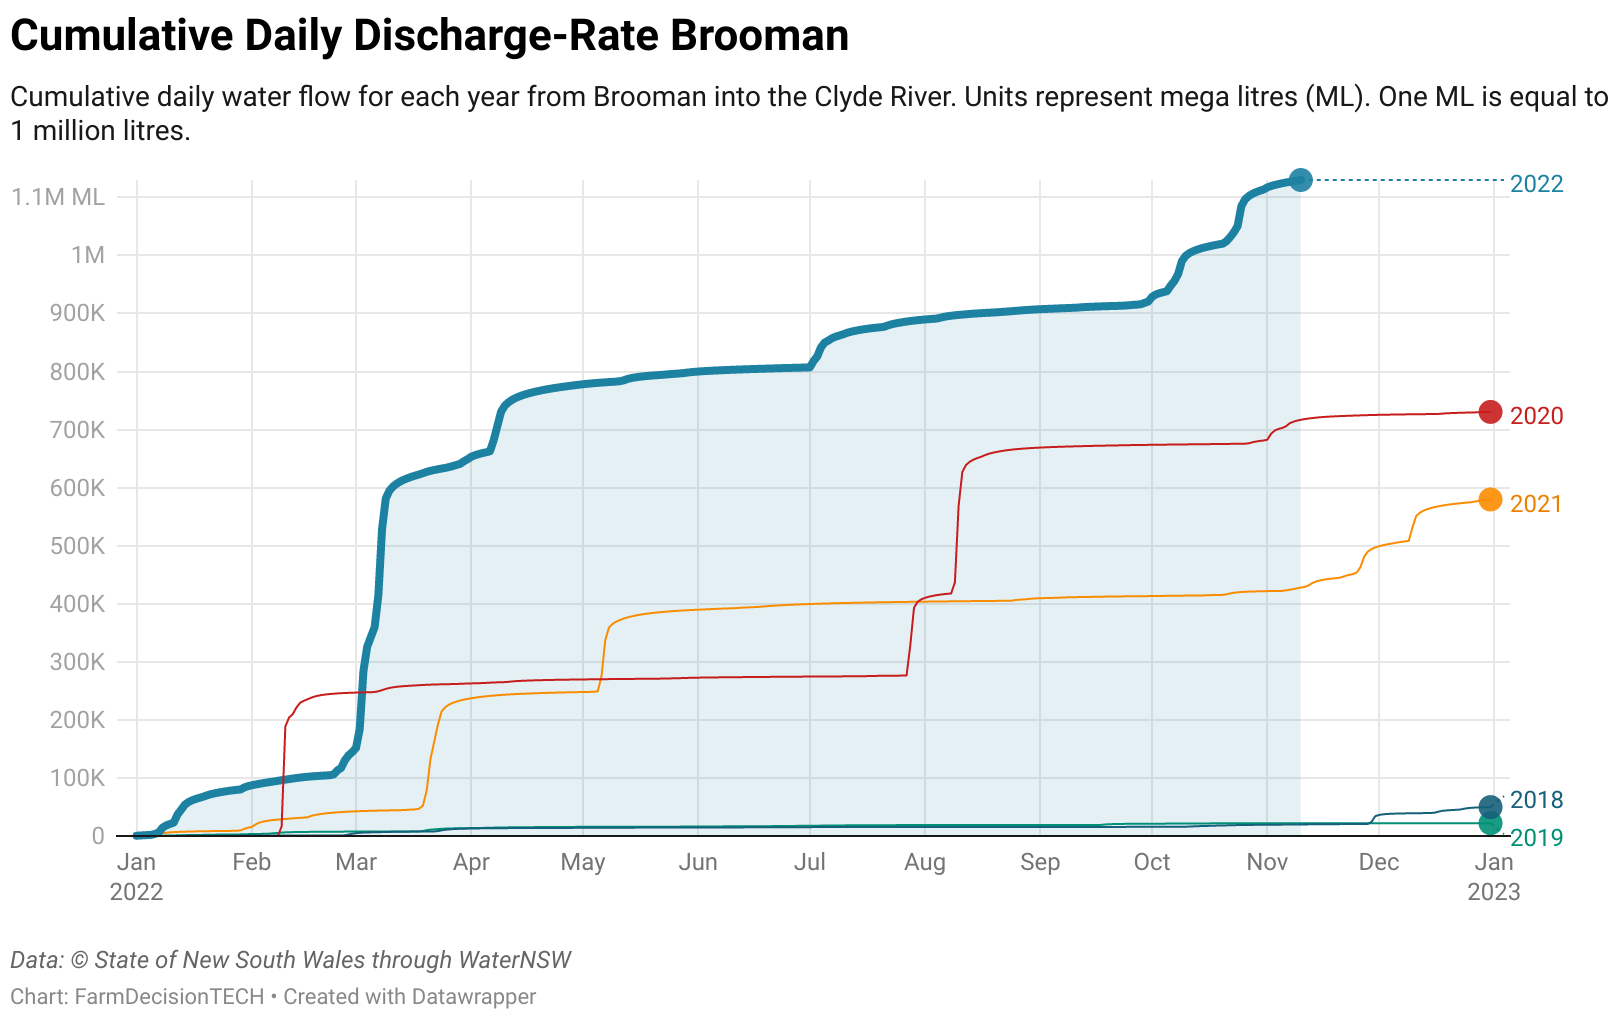 Cumulative Daily Discharge-Rate Brooman
Cumulative daily water flow for each year from Brooman into the Clyde River. Units represent mega litres (ML). One ML is equal to
1 million litres.
1.1M ML
1M
900K
800K
700K
600K
500K
400K
300K
200K
100K
0
2022
2020
2021
2018
2019
Jan Feb Mar Apr May Jun Jul Aug Sep Oct Nov Dec Jan
2022 2023
Data: © State of New South Wales through WaterNSW
Chart: FarmDecisionTECH • Created with Datawrapper